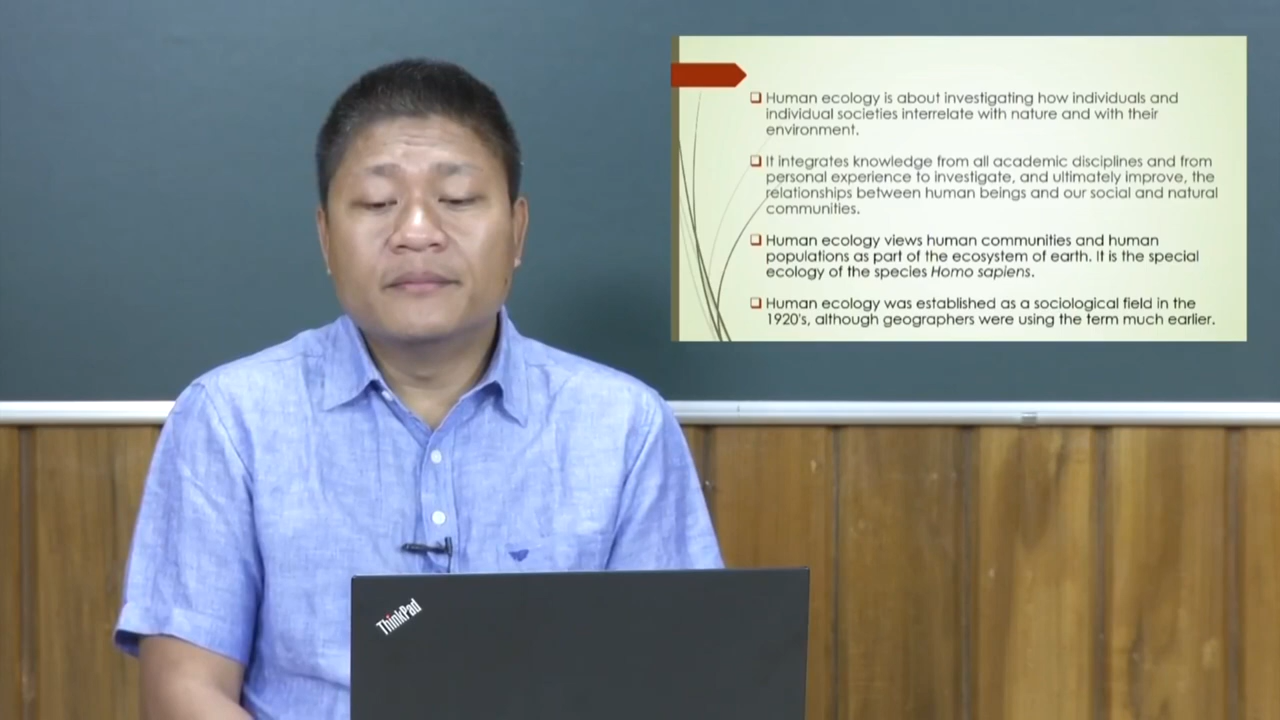 ❑ Human ecology is about investigating how individuals and
individual societies interrelate with nature and with their
environment.
❑ It integrates knowledge from all academic disciplines and from
personal experience to investigate, and ultimately improve, the
relationships between human beings and our social and natural
communities.
❑ Human ecology views human communities and human
populations as part of the ecosystem of earth. It is the special
ecology of the species Homo sapiens.
❑ Human ecology was established as a sociological field in the
1920's, although geographers were using the term much earlier.
ThinkPad